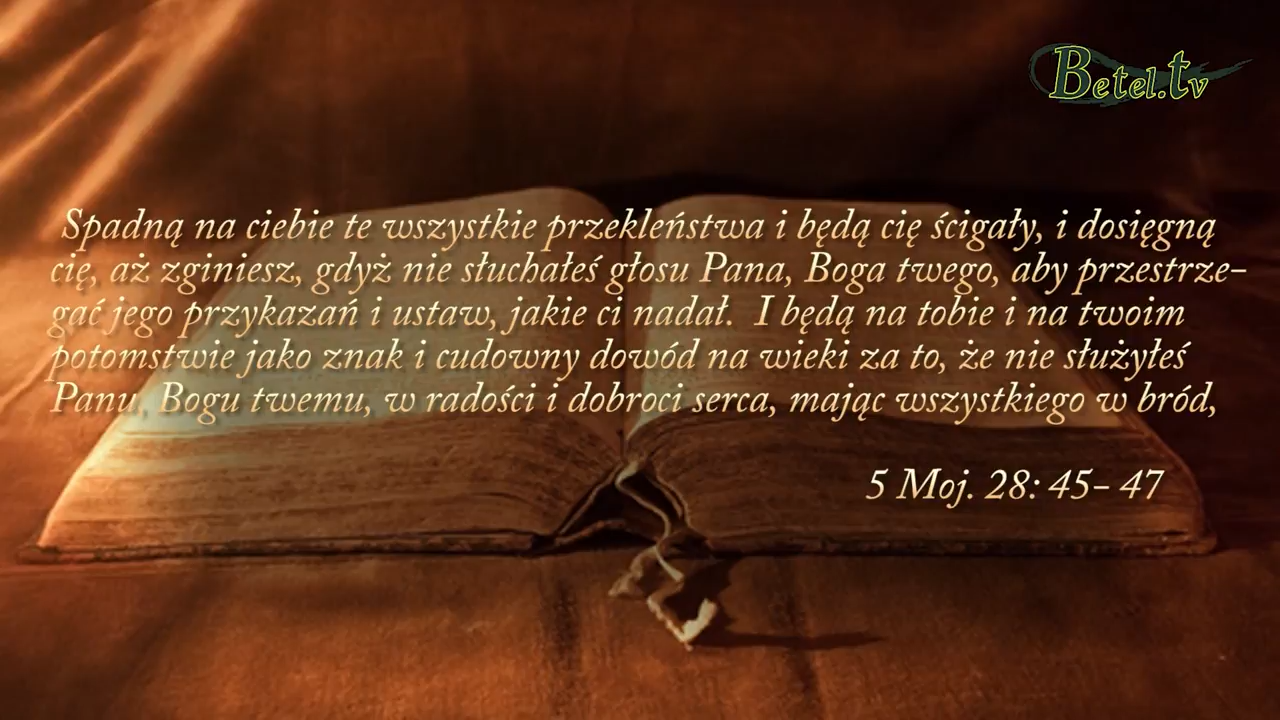 Betel.tv
Spadną na ciebie te wszystkie przekleństwa i będą cię ścigały, i dosięgną
cię, aż zginiesz, gdyż nie słuchałeś głosu Pana, Boga twego, aby przestrze-
gać jego przykazań i ustaw, jakie ci nadał. I będą na tobie i na twoim
potomstwie jako znak i cudowny dowód na wieki za to, że nie służyłeś
Panu, Bogu twemu, w radości i dobroci serca, mając wszystkiego w bród,
5 Moj. 28: 45- 47